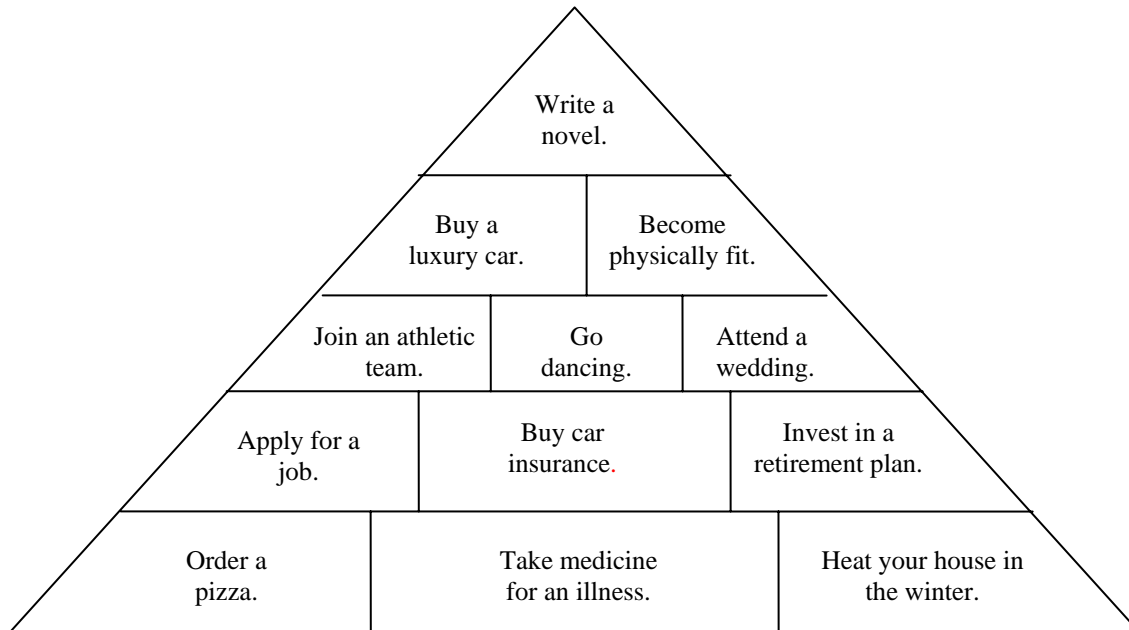 Write a
novel.
Buy a
luxury car.
Become
physically fit.
Join an athletic
team.
Go
dancing.
Attend a
wedding.
Apply for a
job.
Buy car
insurance.
Invest in a
retirement plan.
Order a
pizza.
Take medicine
for an illness.
Heat your house in
the winter.